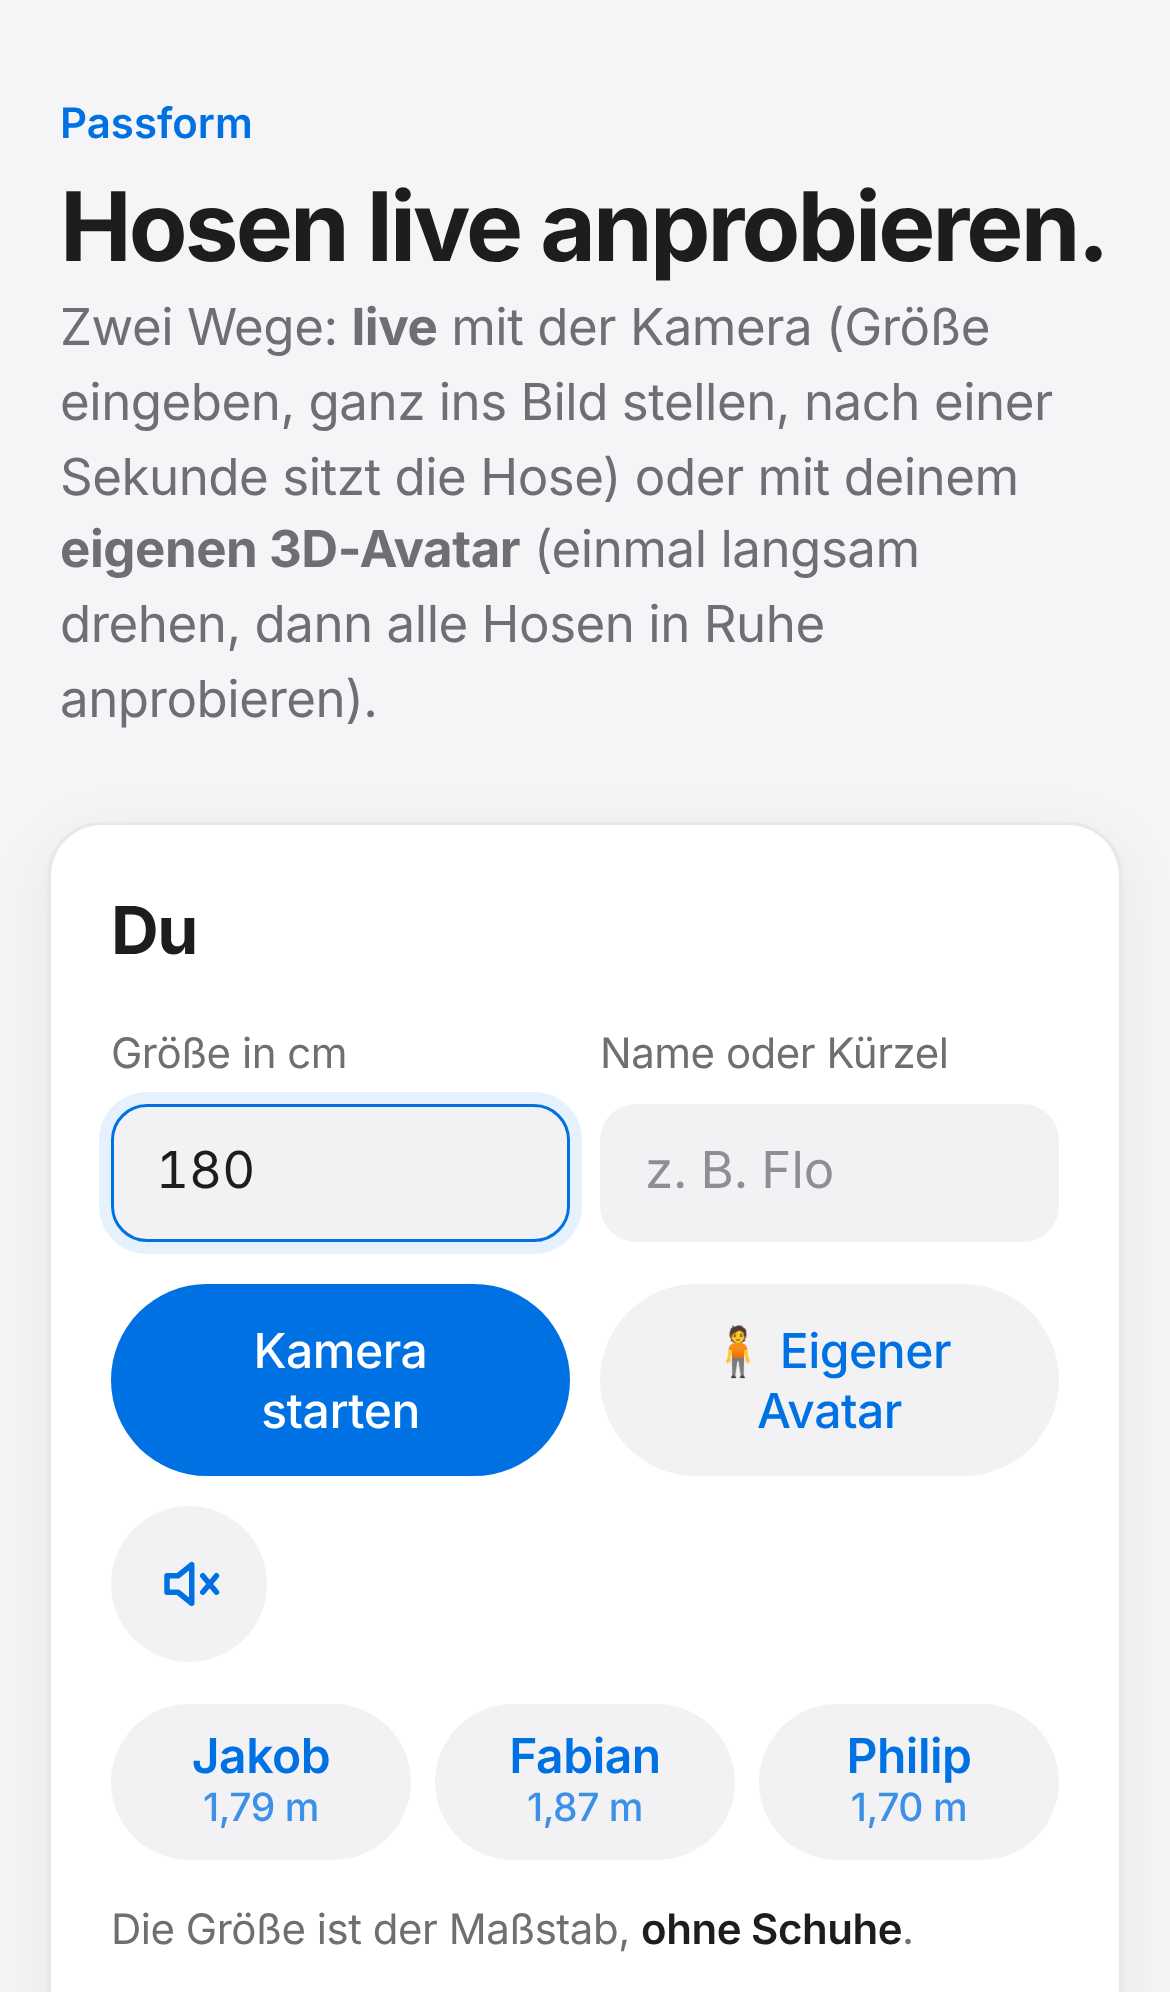 Passform
Hosen live anprobieren.
Zwei Wege: live mit der Kamera (Größe
eingeben, ganz ins Bild stellen, nach einer
Sekunde sitzt die Hose) oder mit deinem
eigenen 3D-Avatar (einmal langsam
drehen, dann alle Hosen in Ruhe
anprobieren).
Du
Größe in cm
Name oder Kürzel
180
z. B. Flo
Kamera
starten
Eigener
Avatar
Jakob
1,79 m
Fabian
1,87 m
Philip
1,70 m
Die Größe ist der Maßstab, ohne Schuhe.